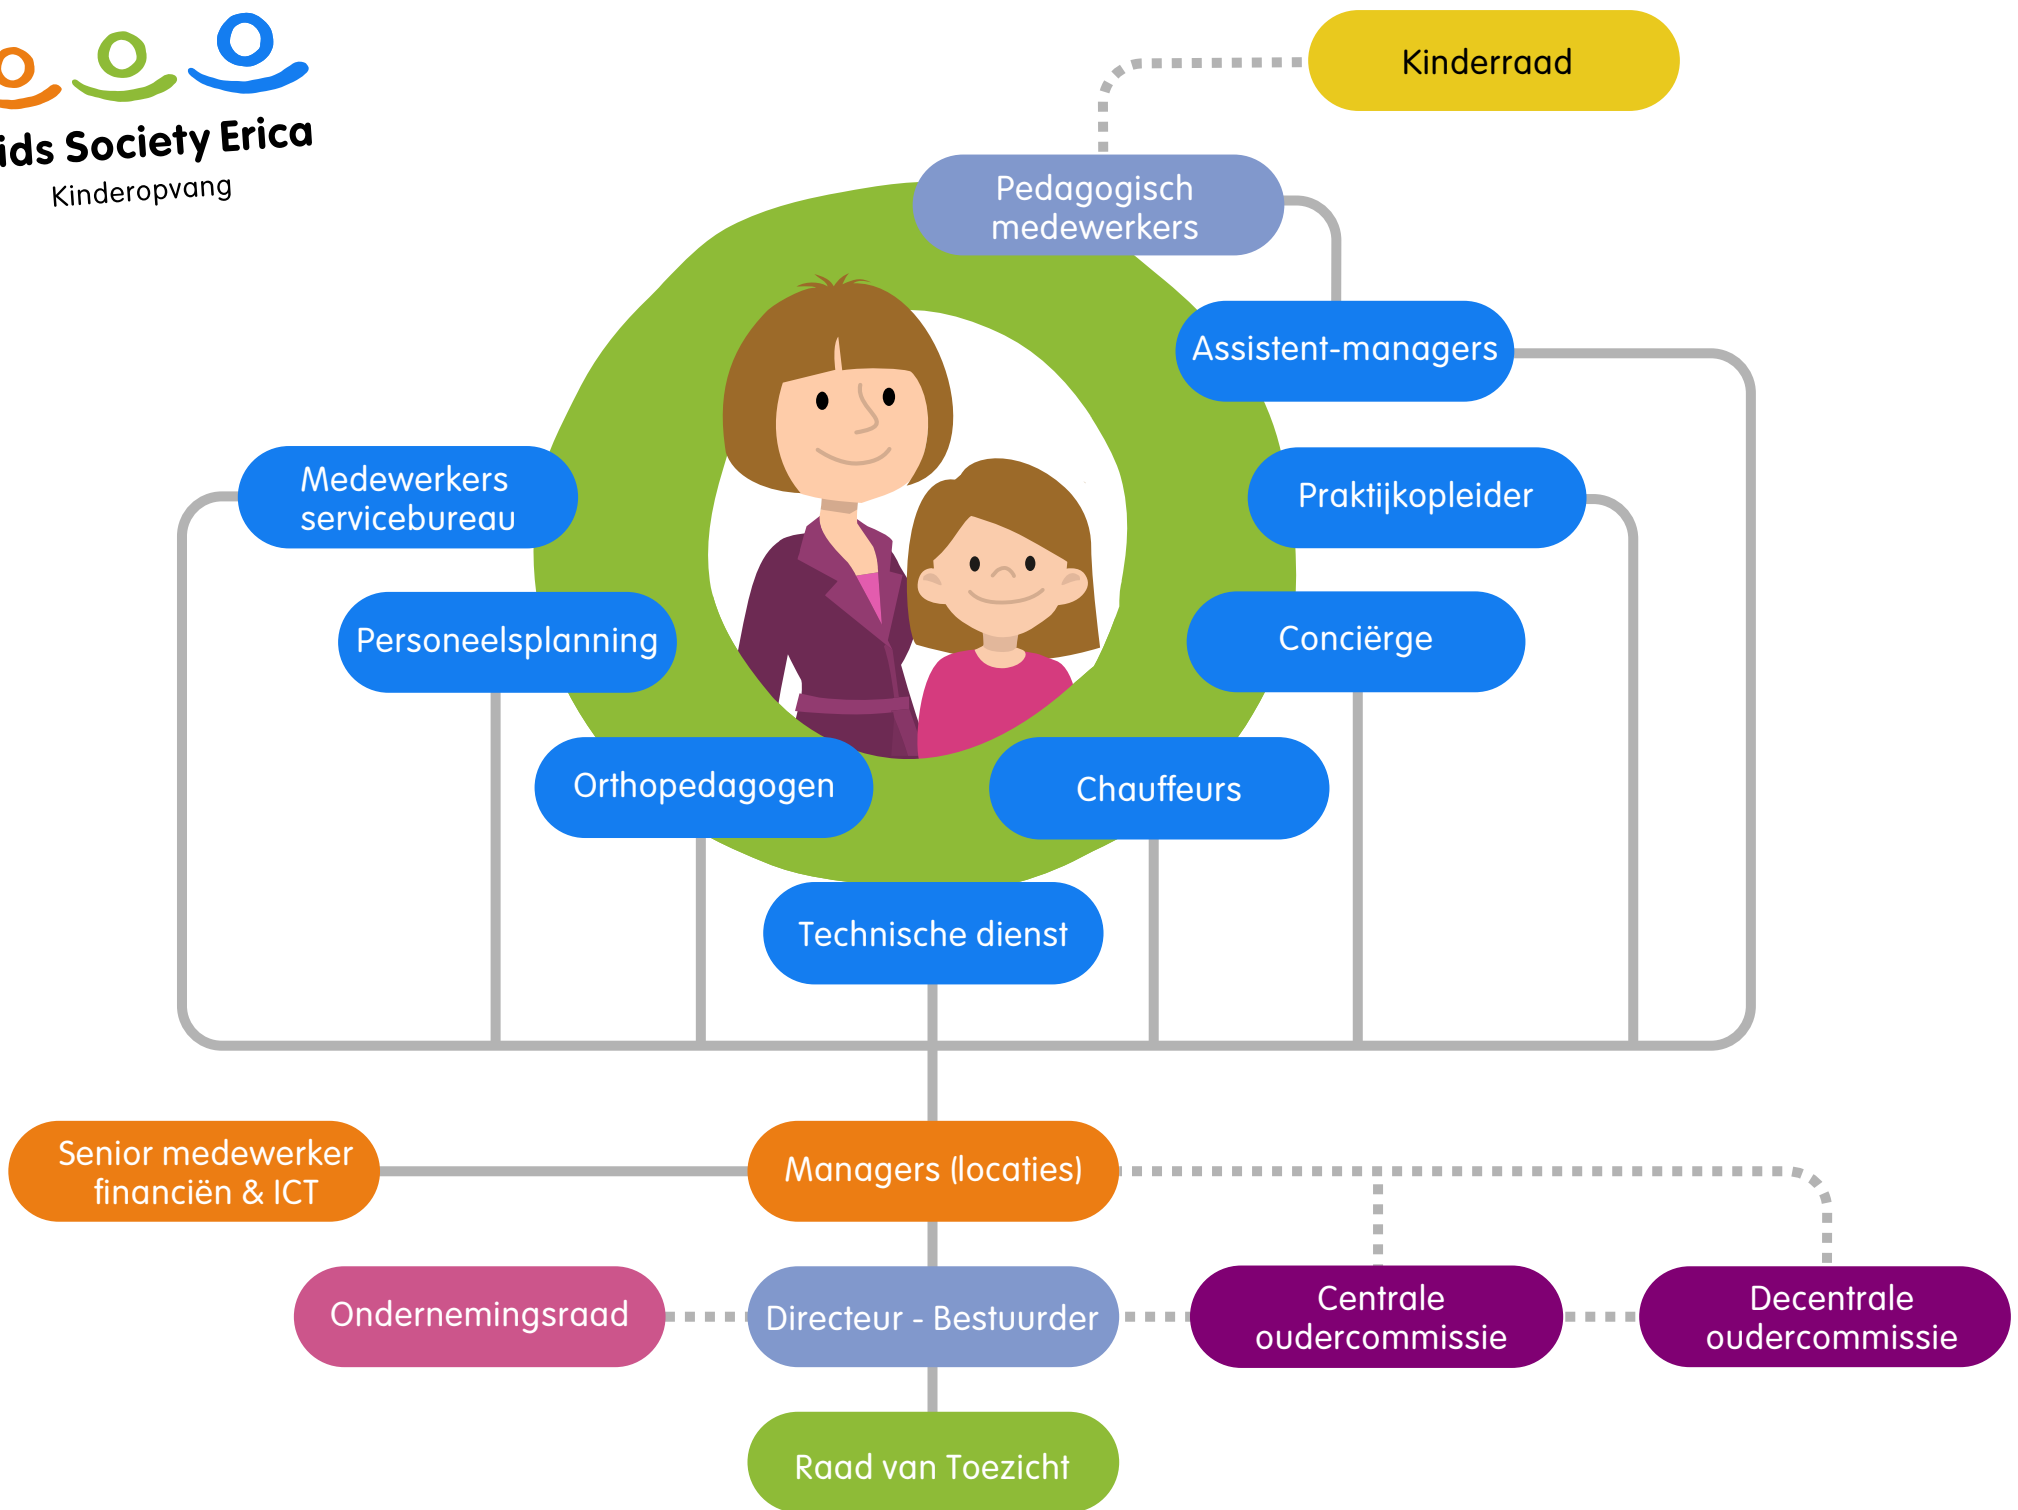 ids Society Erica
Kinderopvang
Kinderraad
Pedagogisch
medewerkers
Assistent-managers
Medewerkers
servicebureau
Praktijkopleider
Personeelsplanning
Conciërge
Orthopedagogen
Chauffeurs
Technische dienst
Senior medewerker
financiën & ICT
Managers (locaties)
Ondernemingsraad
Directeur - Bestuurder
Centrale
oudercommissie
Decentrale
oudercommissie
Raad van Toezicht